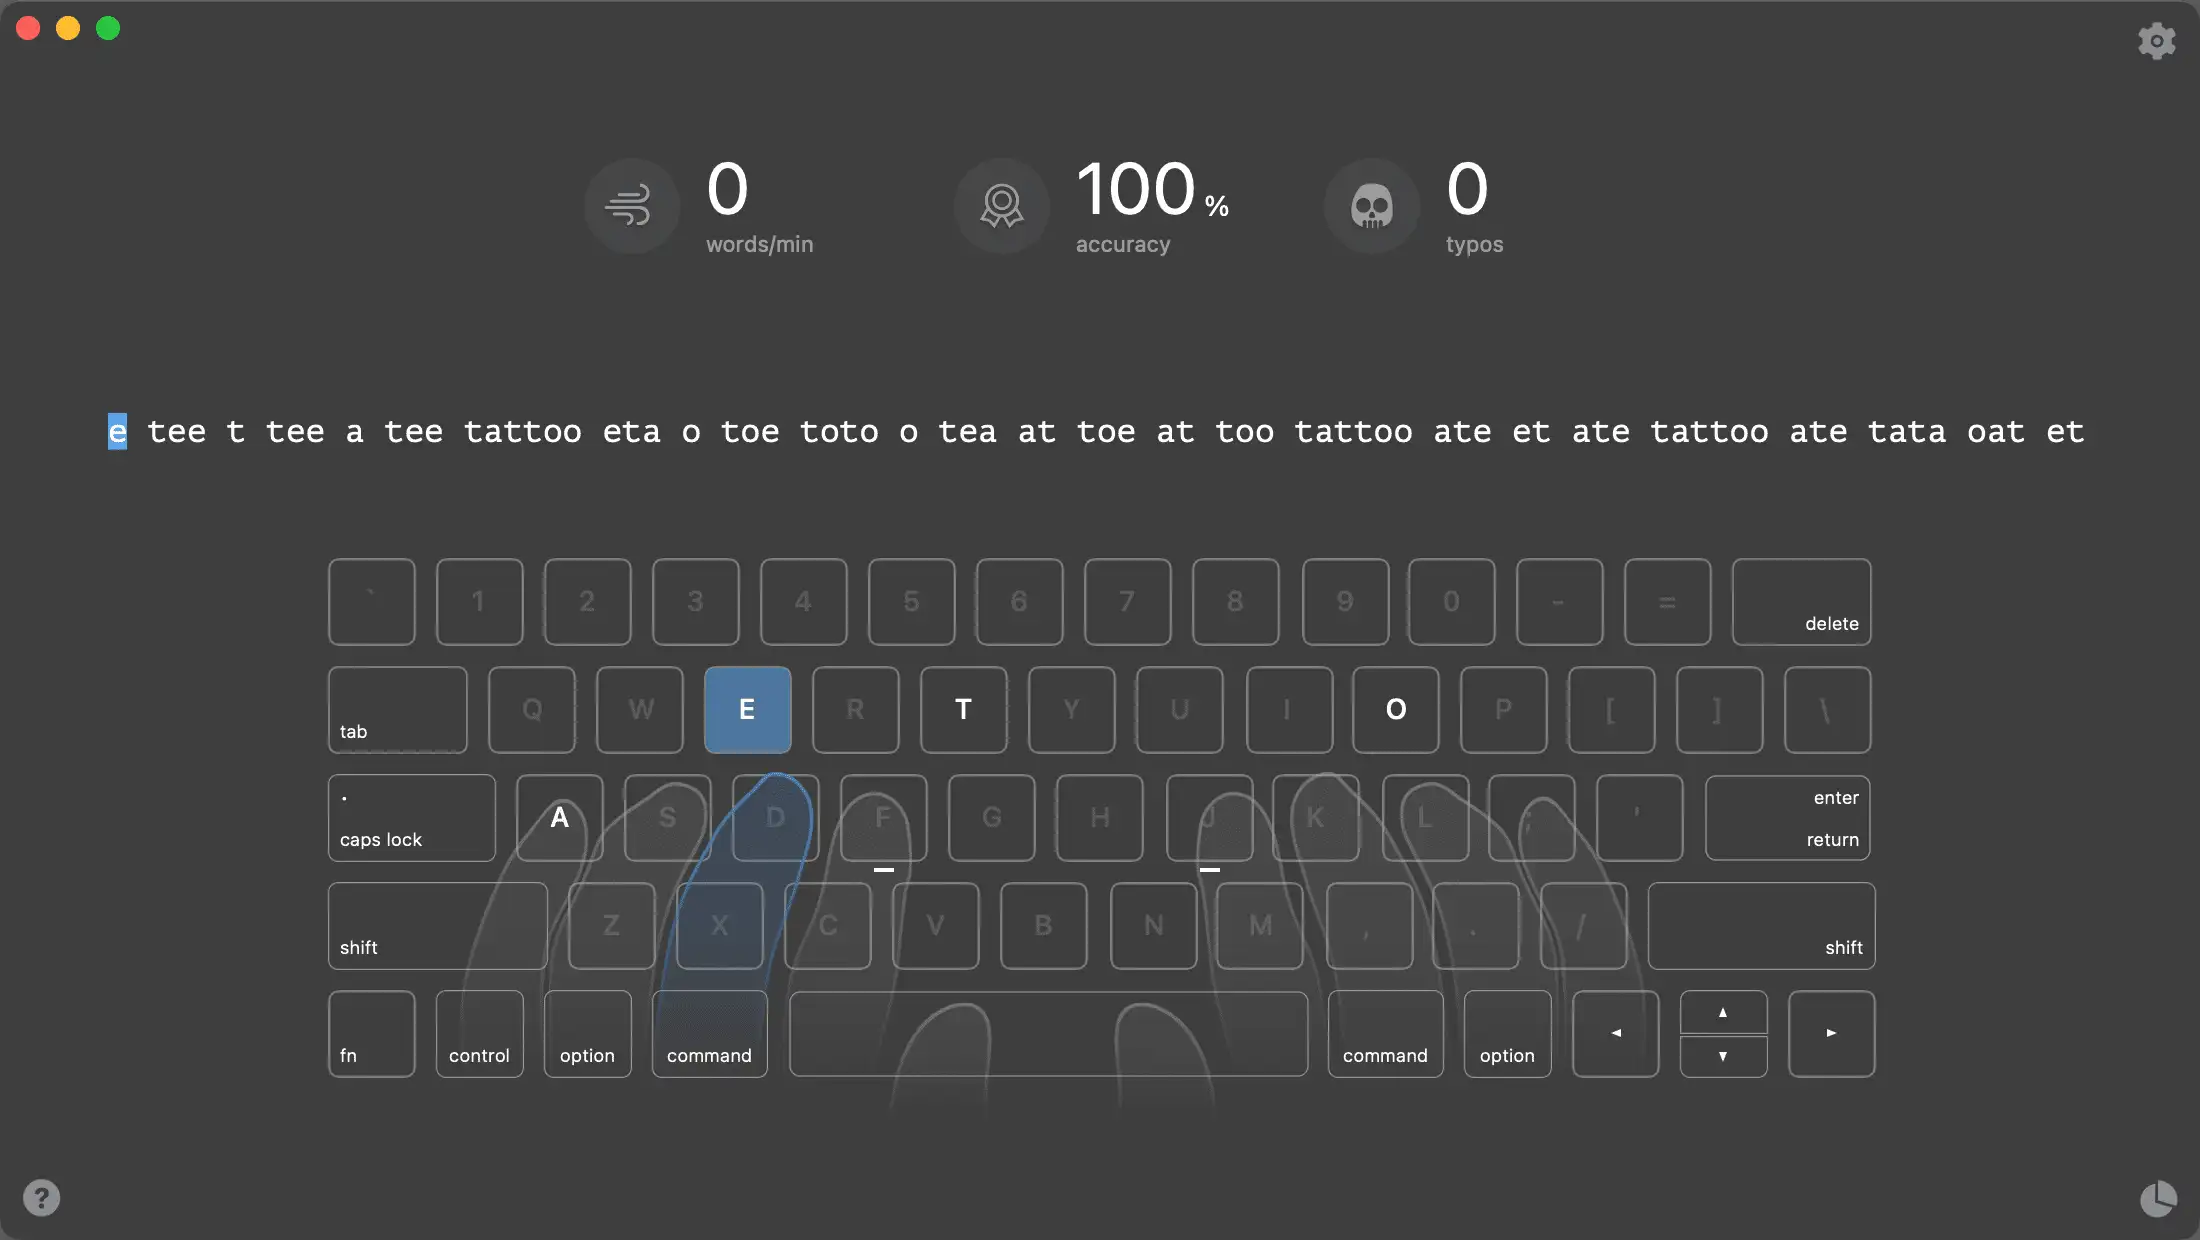 0
words/min
100 %
accuracy
0
typos
e tee t tee a tee tattoo eta o toe toto o tea at toe at too tattoo ate et ate tattoo ate tata oat et
` 1 2 3 4 5 6 7 8 9 0 - = delete
tab Q W E R T Y U I O P [ ] \
caps lock A S D F G H J K L ; ' enter return
shift Z X C V B N M , . / shift
fn control option command command option ◄ ▲ ▼ ►
?